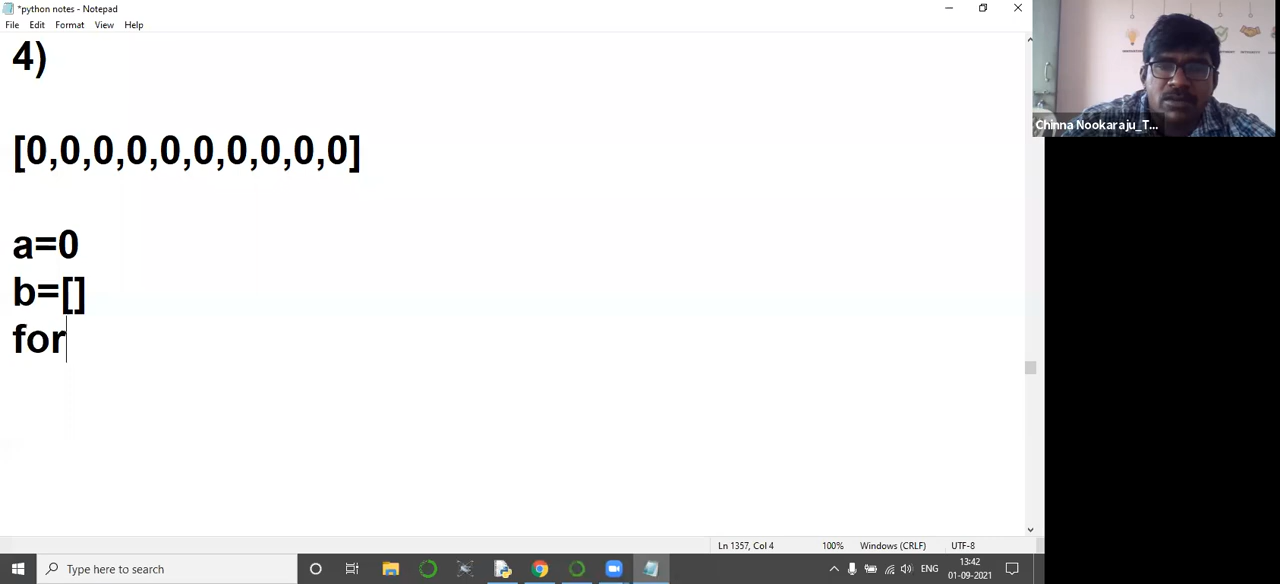 *python notes - Notepad
File Edit Format View Help
4)
[0,0,0,0,0,0,0,0,0,0]
a=0
b=[]
for
Chinna Nookaraju_T...
Ln 1357, Col 4 100% Windows (CRLF) UTF-8
Type here to search
ENG
13:42
01-09-2021